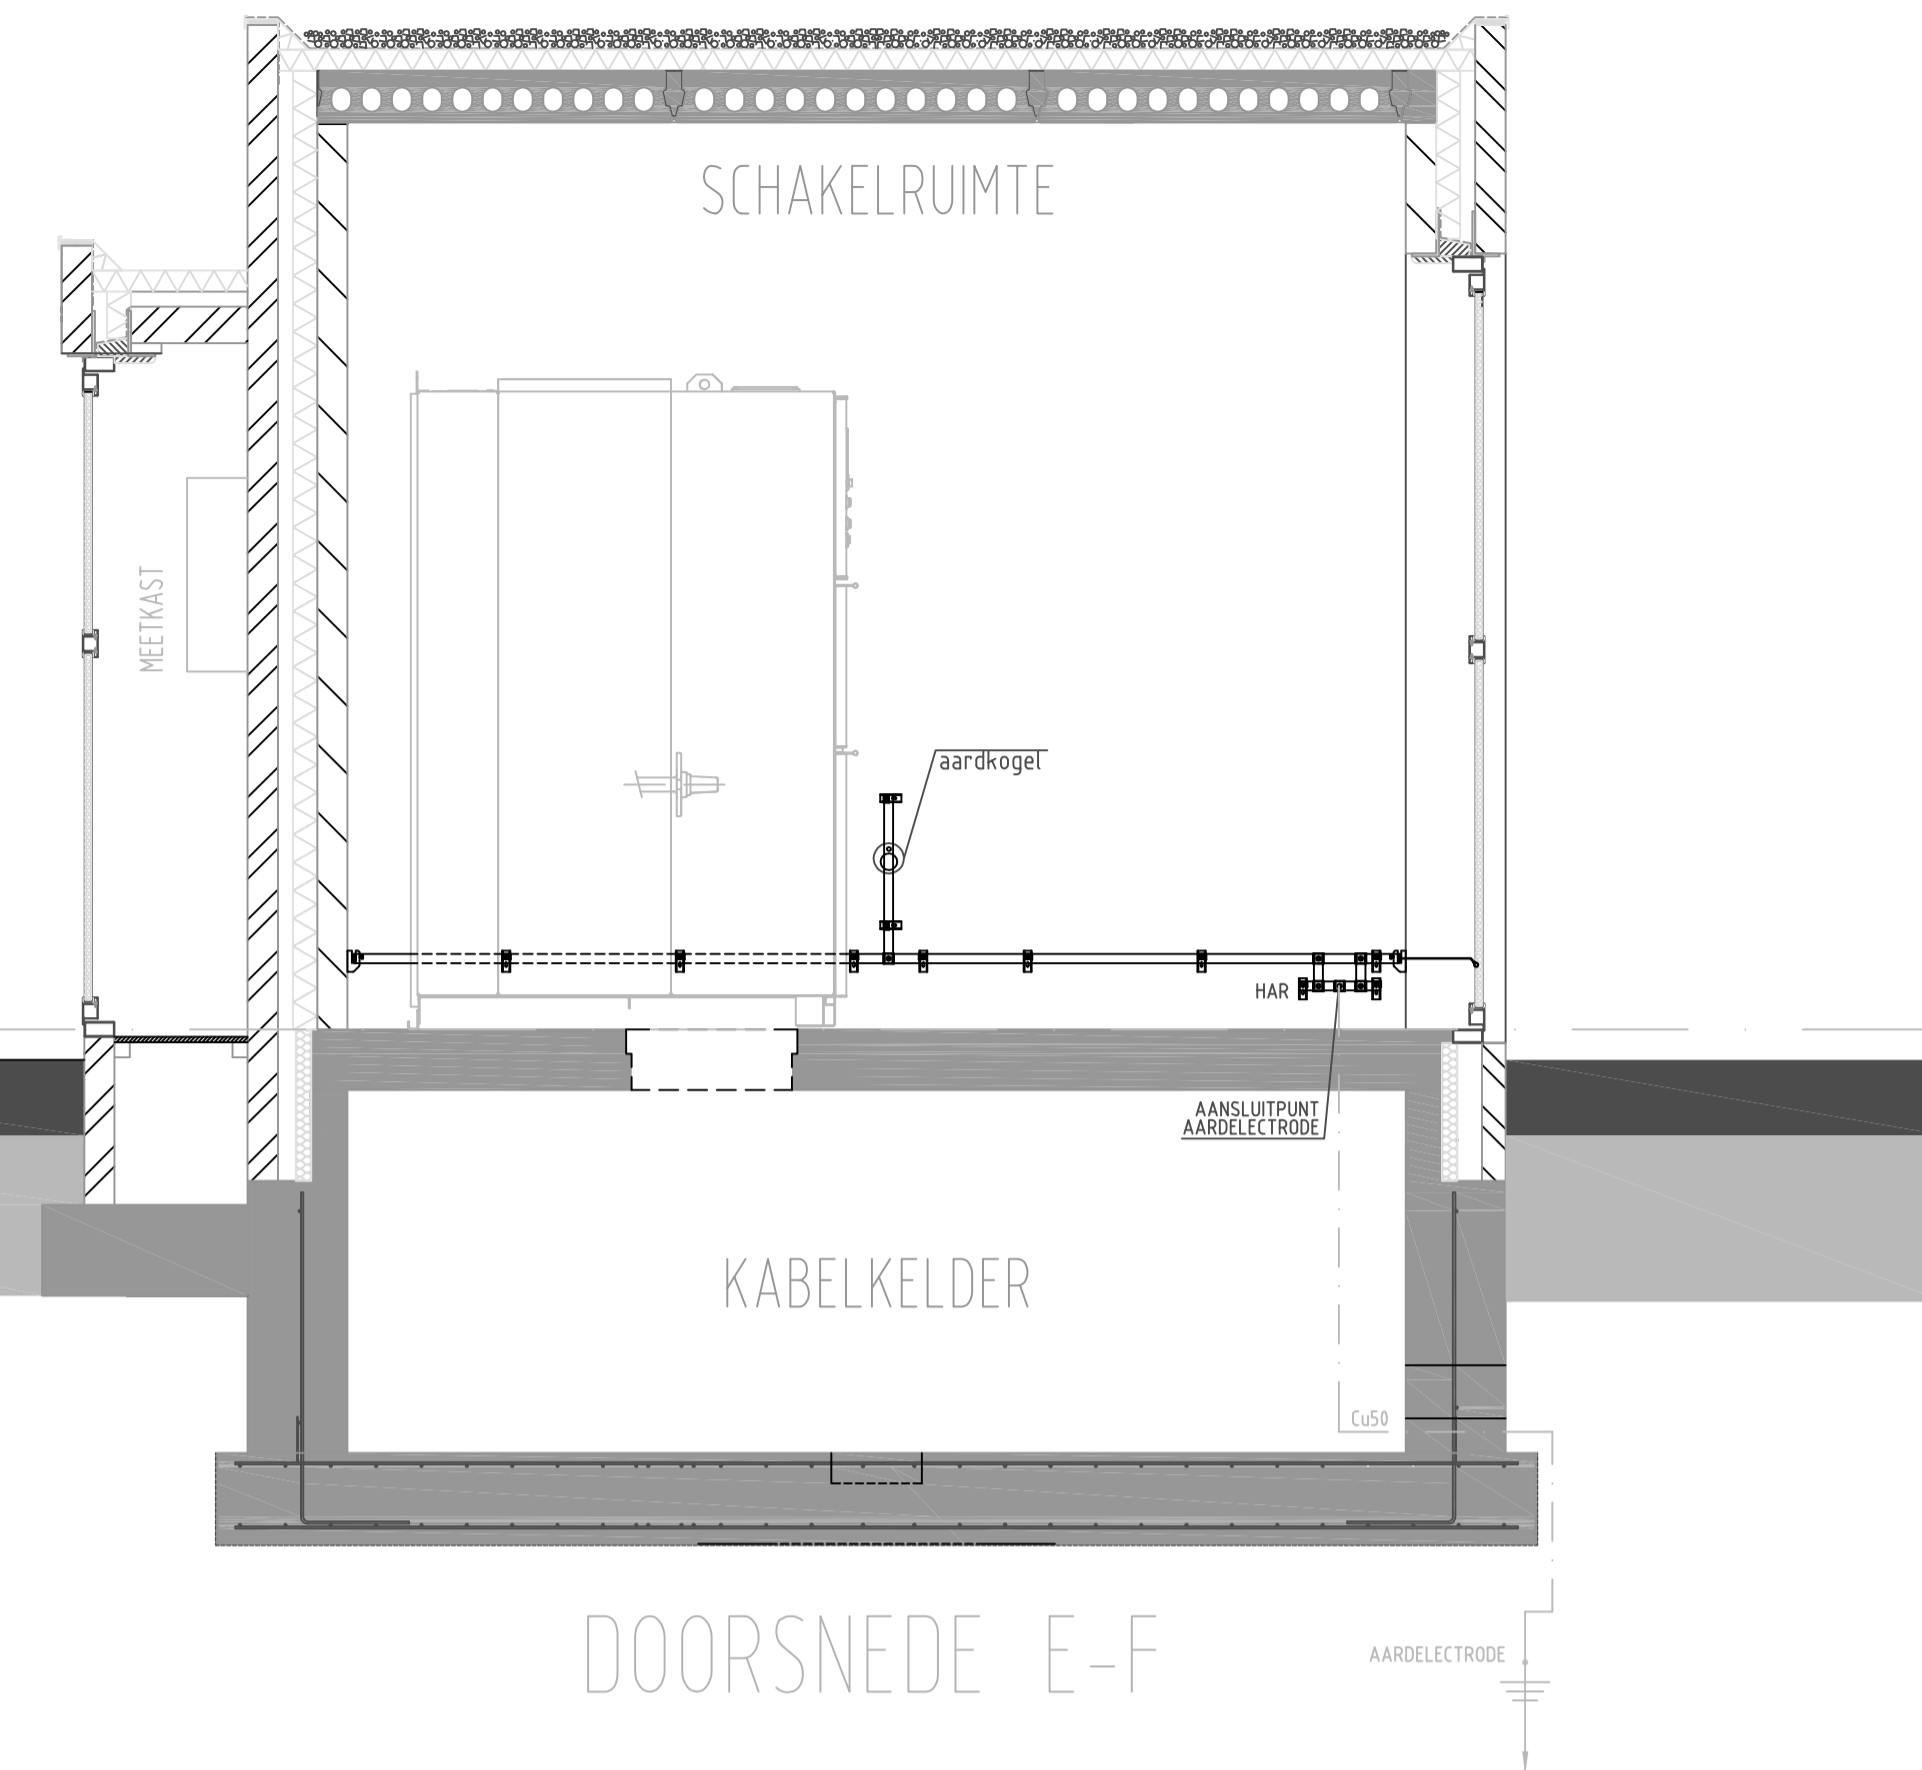 SCHAKELRUIMTE
MEETKAST
aardkogel
HAR
AANSLUITPUNT
AARDELECTRODE
KABELKELDER
Cu50
DOORSNEDE E-F
AARDELECTRODE